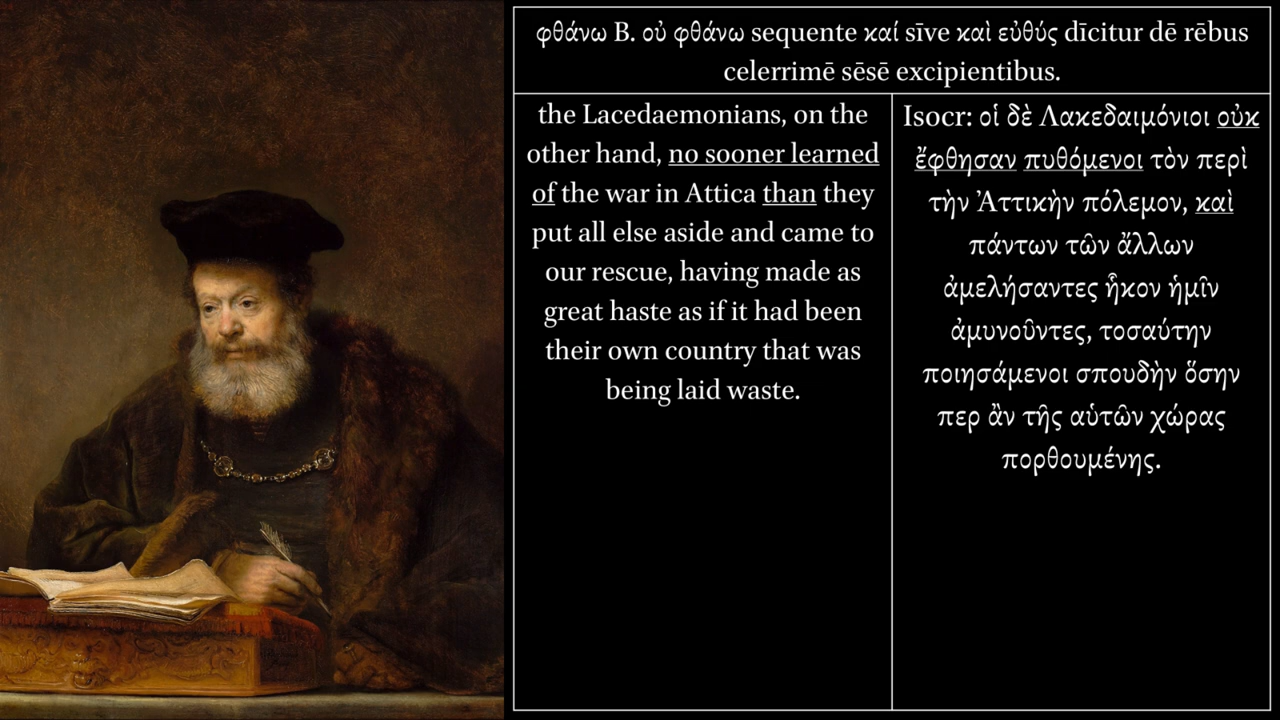 φθάνω B. οὐ φθάνω sequente καί sīve καὶ εὐθύς dīcitur dē rēbus
celerrimē sēsē excipientibus.
the Lacedaemonians, on the
other hand, no sooner learned
of the war in Attica than they
put all else aside and came to
our rescue, having made as
great haste as if it had been
their own country that was
being laid waste.
Isocr: οἱ δὲ Λακεδαιμόνιοι οὐκ
ἔφθησαν πυθόμενοι τὸν περὶ
τὴν Ἀττικὴν πόλεμον, καὶ
πάντων τῶν ἄλλων
ἀμελήσαντες ἧκον ἡμῖν
ἀμυνοῦντες, τοσαύτην
ποιησάμενοι σπουδὴν ὅσην
περ ἂν τῆς αὑτῶν χώρας
πορθουμένης.